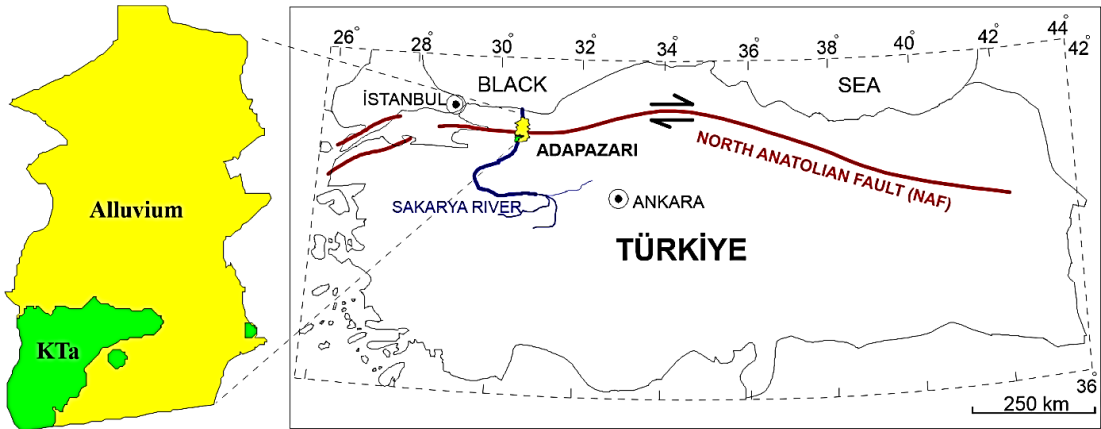 Alluvium
KTa
26°
28°
30°
32°
34°
36°
38°
40°
42°
44°
42°
BLACK
SEA
İSTANBUL
ADAPAZARI
NORTH ANATOLIAN FAULT (NAF)
SAKARYA RIVER
ANKARA
TÜRKİYE
36°
250 km